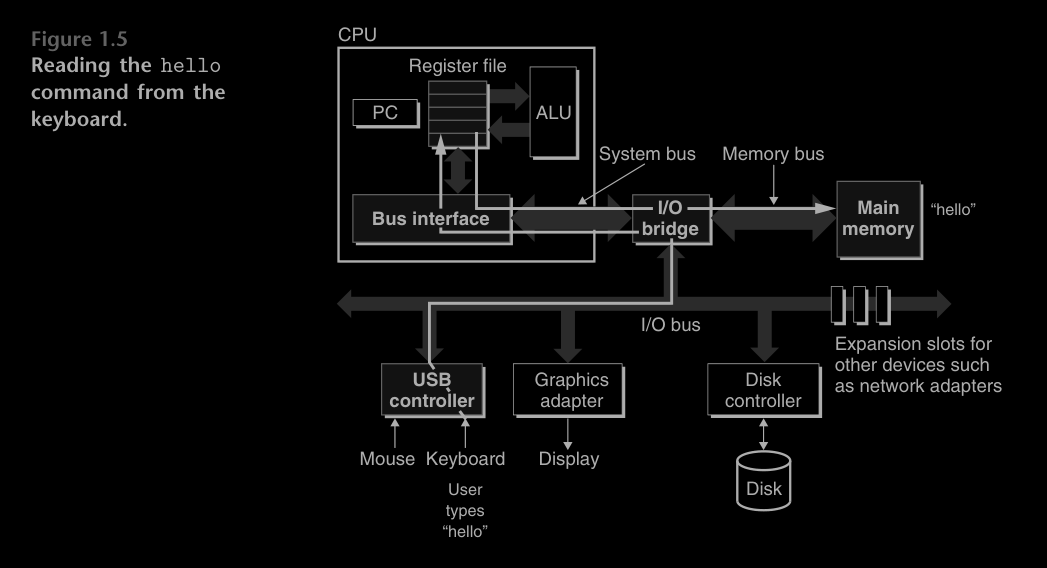 Figure 1.5
Reading the hello
command from the
keyboard.
CPU
Register file
PC
ALU
System bus
Memory bus
Bus interface
I/O
bridge
Main
memory
“hello”
I/O bus
Expansion slots for
other devices such
as network adapters
USB
controller
Graphics
adapter
Disk
controller
Mouse
Keyboard
Display
User
types
“hello”
Disk